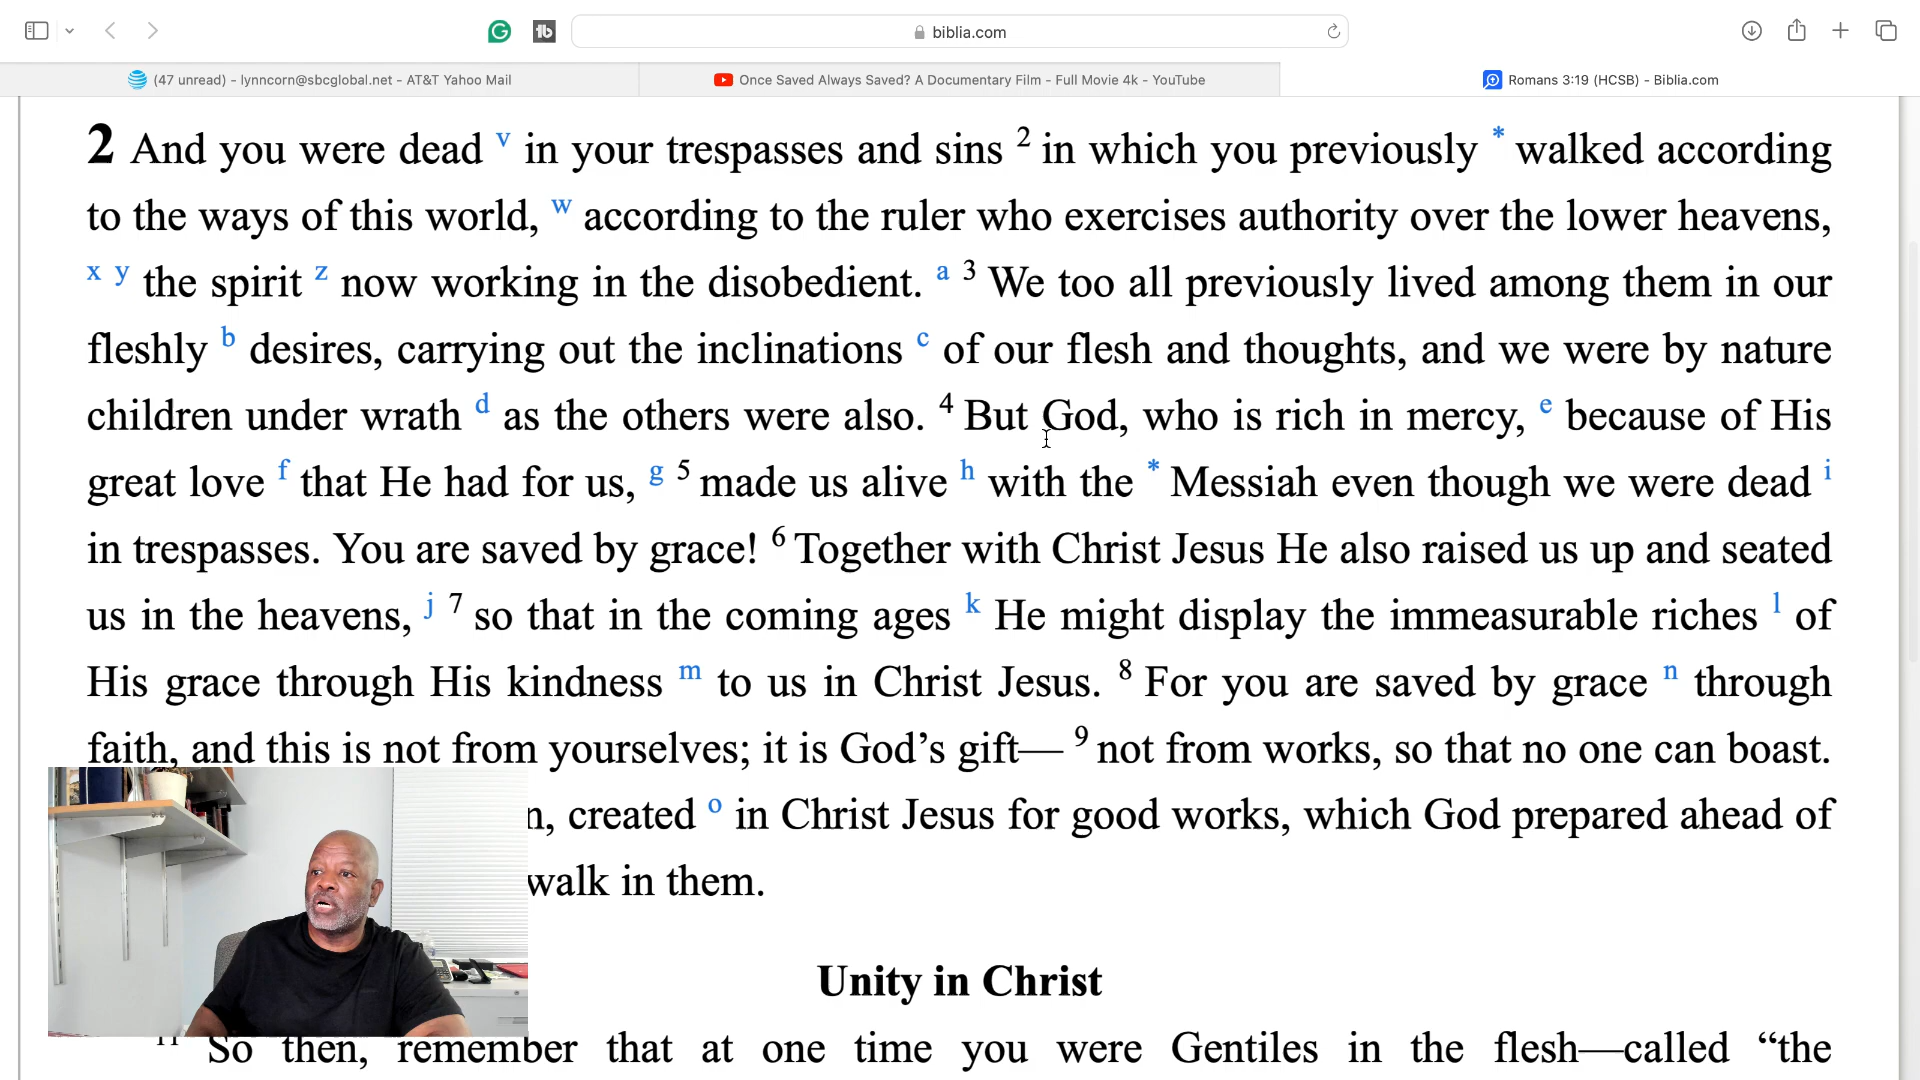 biblia.com
(47 unread) - lynncorn@sbcglobal.net - AT&T Yahoo Mail
Once Saved Always Saved? A Documentary Film - Full Movie 4k - YouTube
Romans 3:19 (HCSB) - Biblia.com
2 And you were dead v in your trespasses and sins 2 in which you previously * walked according
to the ways of this world, w according to the ruler who exercises authority over the lower heavens,
x y the spirit z now working in the disobedient. a 3 We too all previously lived among them in our
fleshly b desires, carrying out the inclinations c of our flesh and thoughts, and we were by nature
children under wrath d as the others were also. 4 But God, who is rich in mercy, e because of His
great love f that He had for us, g 5 made us alive h with the * Messiah even though we were dead i
in trespasses. You are saved by grace! 6 Together with Christ Jesus He also raised us up and seated
us in the heavens, j 7 so that in the coming ages k He might display the immeasurable riches l of
His grace through His kindness m to us in Christ Jesus. 8 For you are saved by grace n through
faith, and this is not from yourselves; it is God’s gift— 9 not from works, so that no one can boast.
n, created o in Christ Jesus for good works, which God prepared ahead of
walk in them.
Unity in Christ
11 So then, remember that at one time you were Gentiles in the flesh—called “the